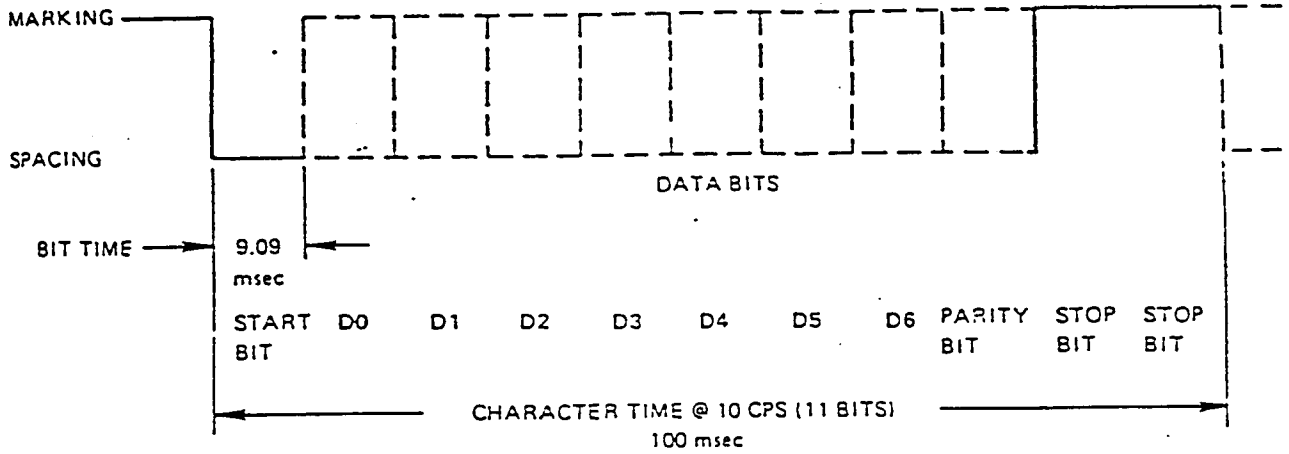 MARKING
SPACING
DATA BITS
BIT TIME
9.09
msec
START BIT
D0
D1
D2
D3
D4
D5
D6
PARITY BIT
STOP BIT
STOP BIT
CHARACTER TIME @ 10 CPS (11 BITS)
100 msec